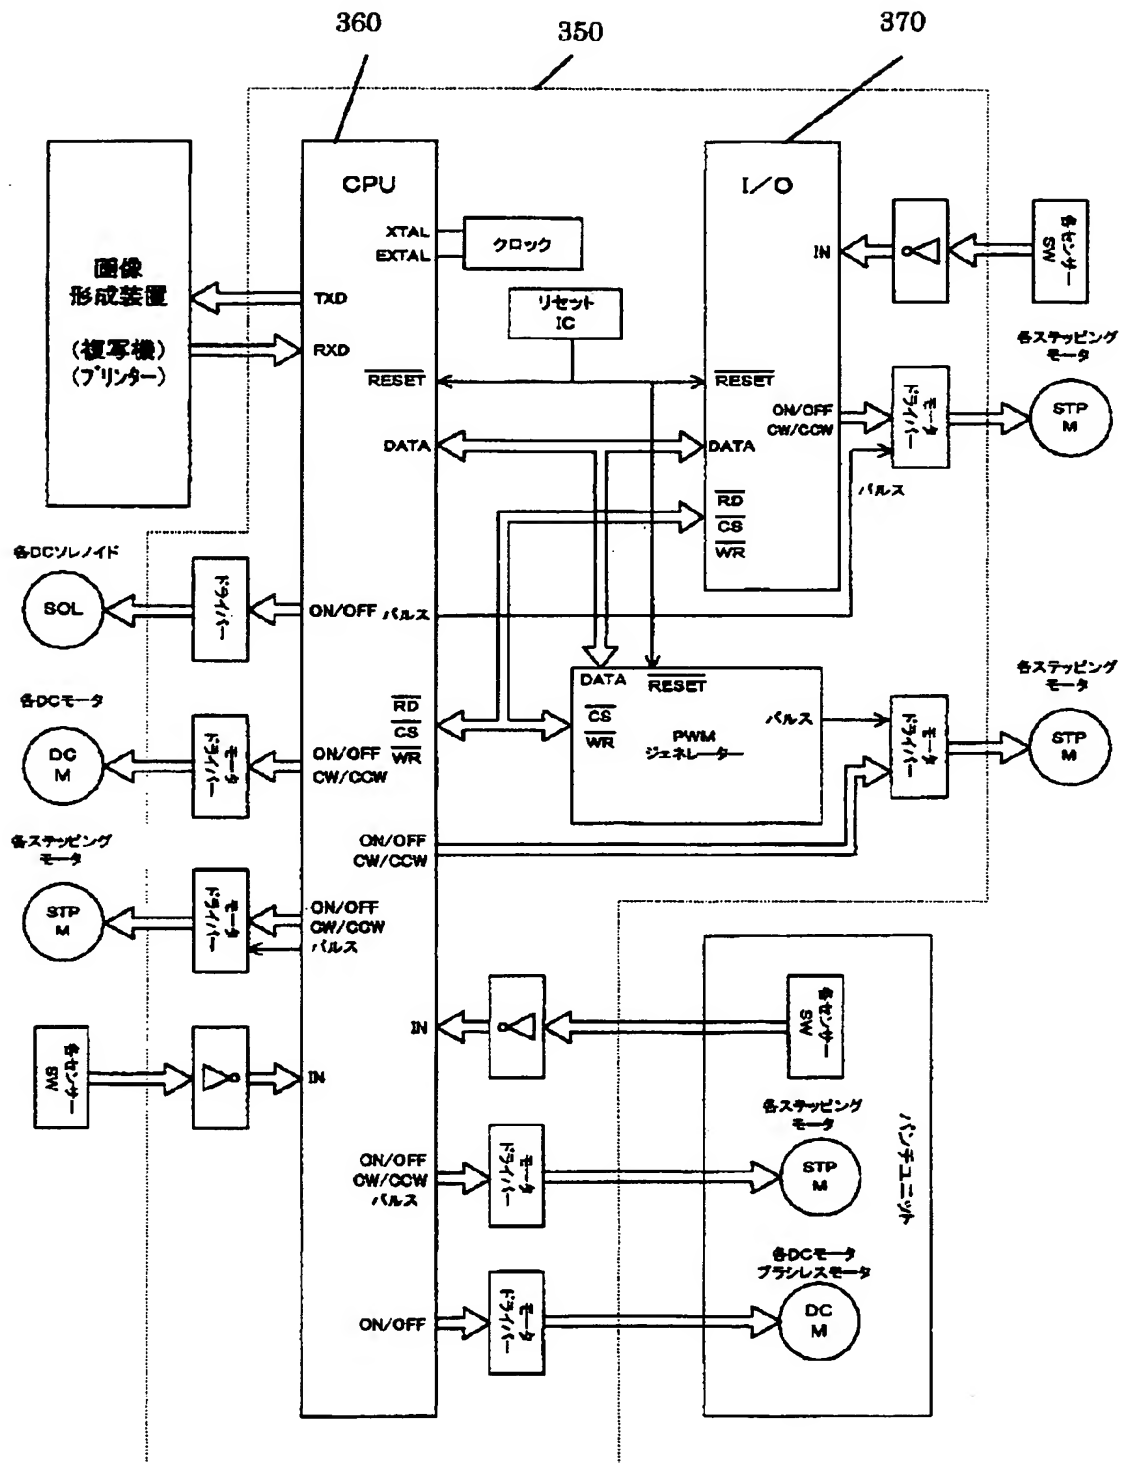 360
350
370
CPU
I/O
XTAL
EXTAL
クロック
画像
形成装置
(複写機)
(プリンター)
TXD
RXD
リセット
IC
IN
各センサー
SW
各ステッピング
モータ
RESET
RESET
ON/OFF
CW/CCW
モータ
ドライバー
STP
M
DATA
DATA
パルス
RD
CS
WR
各DCソレノイド
SOL
ドライバー
ON/OFF
パルス
DATA
RESET
CS
WR
PWM
ジェネレーター
パルス
モータ
ドライバー
各ステッピング
モータ
STP
M
各DCモータ
DC
M
モータ
ドライバー
ON/OFF
CW/CCW
RD
CS
WR
ON/OFF
CW/CCW
各ステッピング
モータ
STP
M
モータ
ドライバー
ON/OFF
CW/CCW
パルス
IN
各センサー
SW
各センサー
SW
IN
各ステッピング
モータ
ON/OFF
CW/CCW
パルス
モータ
ドライバー
STP
M
パンチユニット
各DCモータ
ブラシレスモータ
ON/OFF
モータ
ドライバー
DC
M